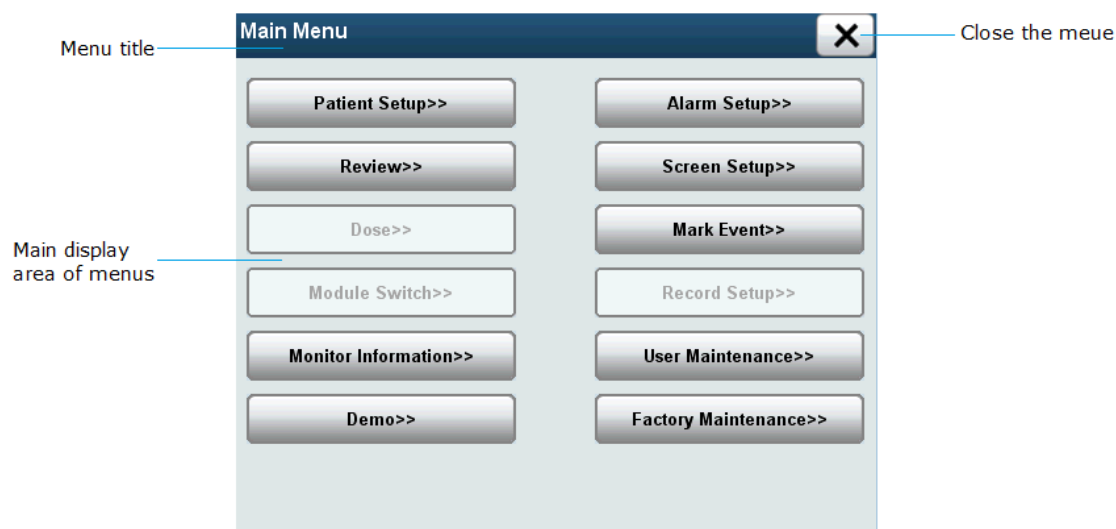 Main Menu
Menu title
Close the meue
Patient Setup>>
Alarm Setup>>
Review>>
Screen Setup>>
Dose>>
Mark Event>>
Main display
area of menus
Module Switch>>
Record Setup>>
Monitor Information>>
User Maintenance>>
Demo>>
Factory Maintenance>>